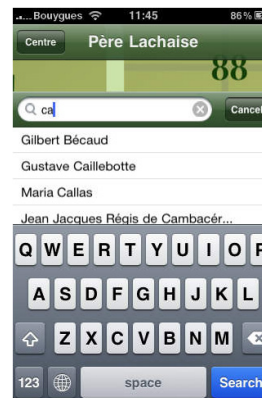 Bouygues 11:45 86%
Centre Père Lachaise
88
ca Cancel
Gilbert Bécaud
Gustave Caillebotte
Maria Callas
Jean Jacques Régis de Cambacér...
Q W E R T Y U I O P
A S D F G H J K L
Z X C V B N M
123 space Search